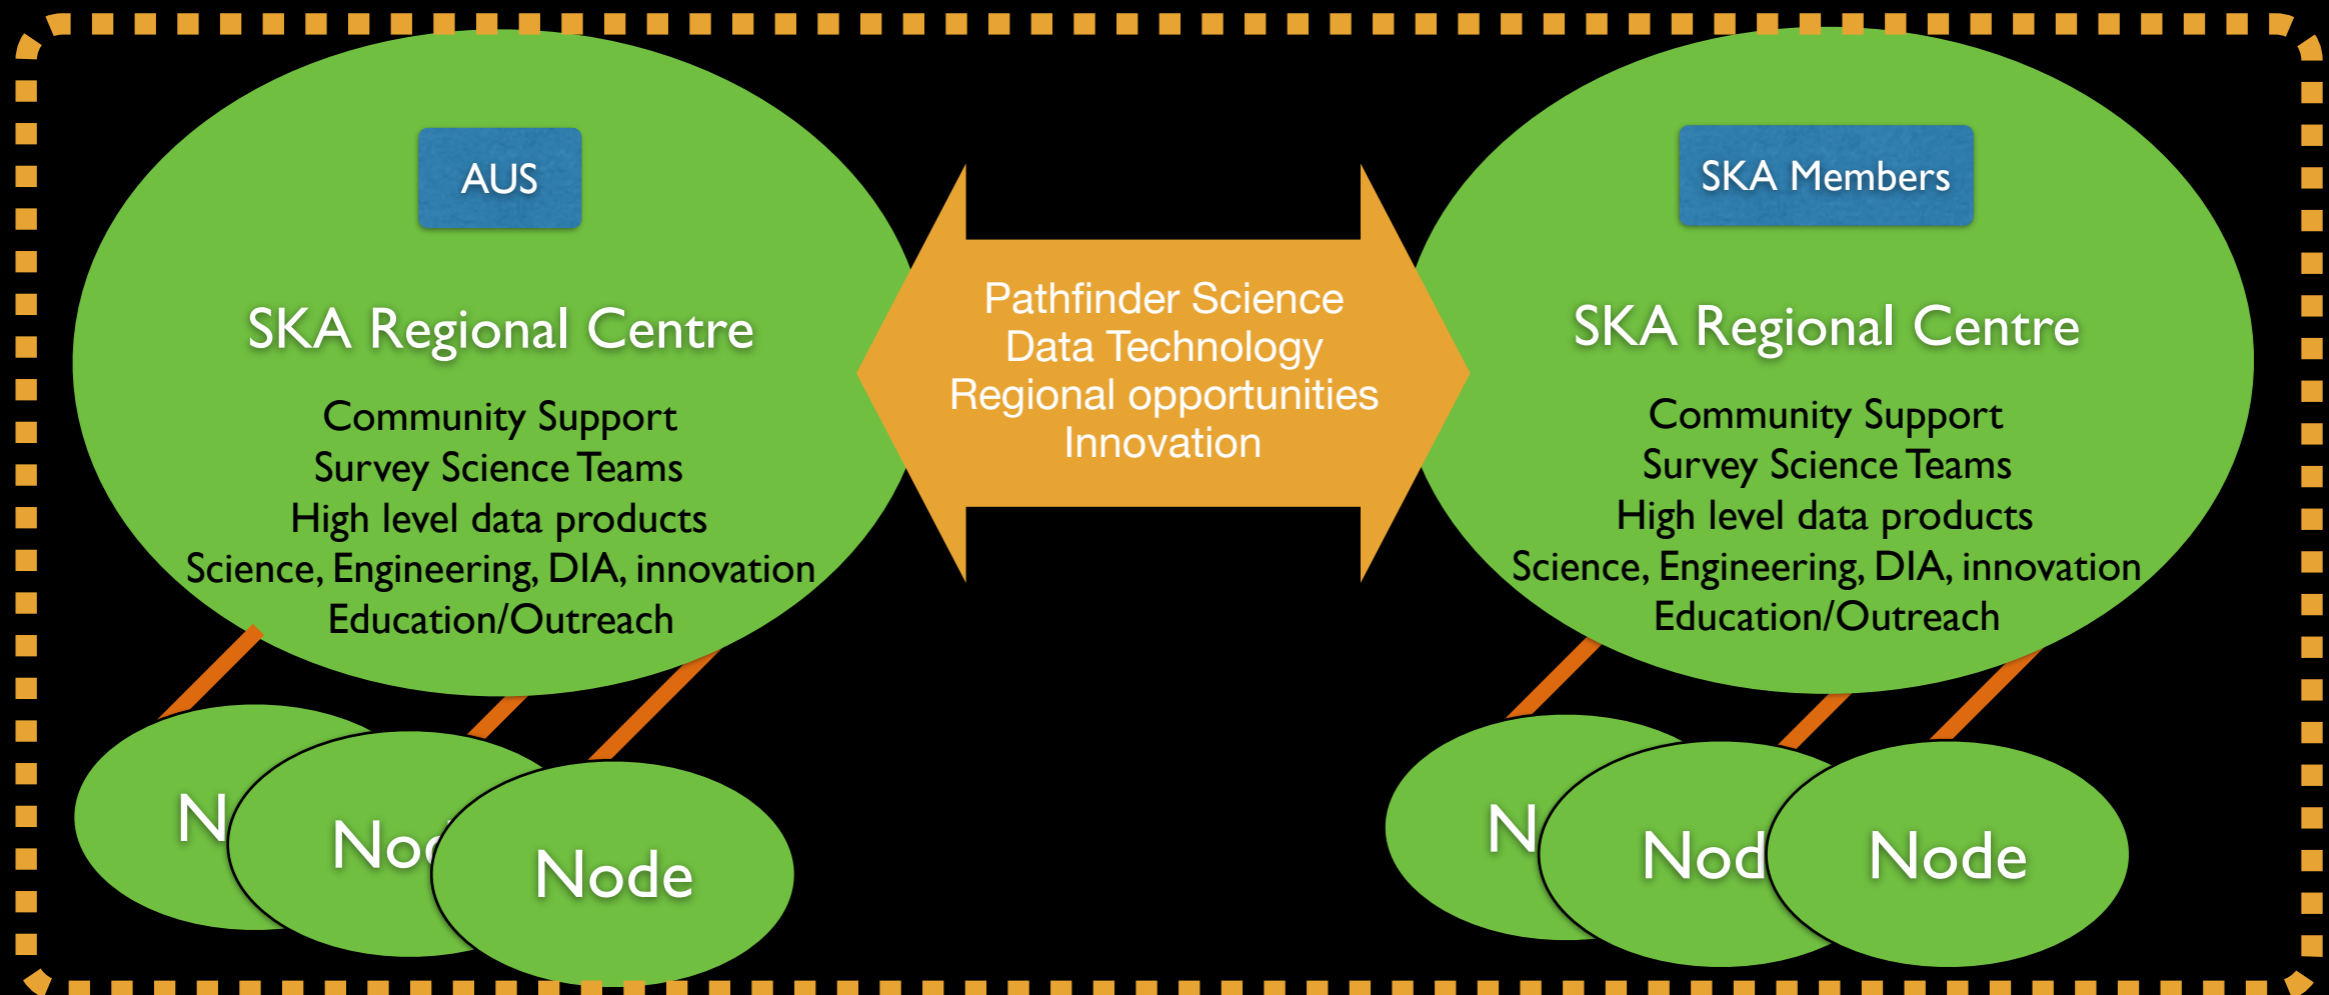 AUS
SKA Regional Centre
Community Support
Survey Science Teams
High level data products
Science, Engineering, DIA, innovation
Education/Outreach
Pathfinder Science
Data Technology
Regional opportunities
Innovation
SKA Members
SKA Regional Centre
Community Support
Survey Science Teams
High level data products
Science, Engineering, DIA, innovation
Education/Outreach
N
Nod
Node
N
Nod
Node